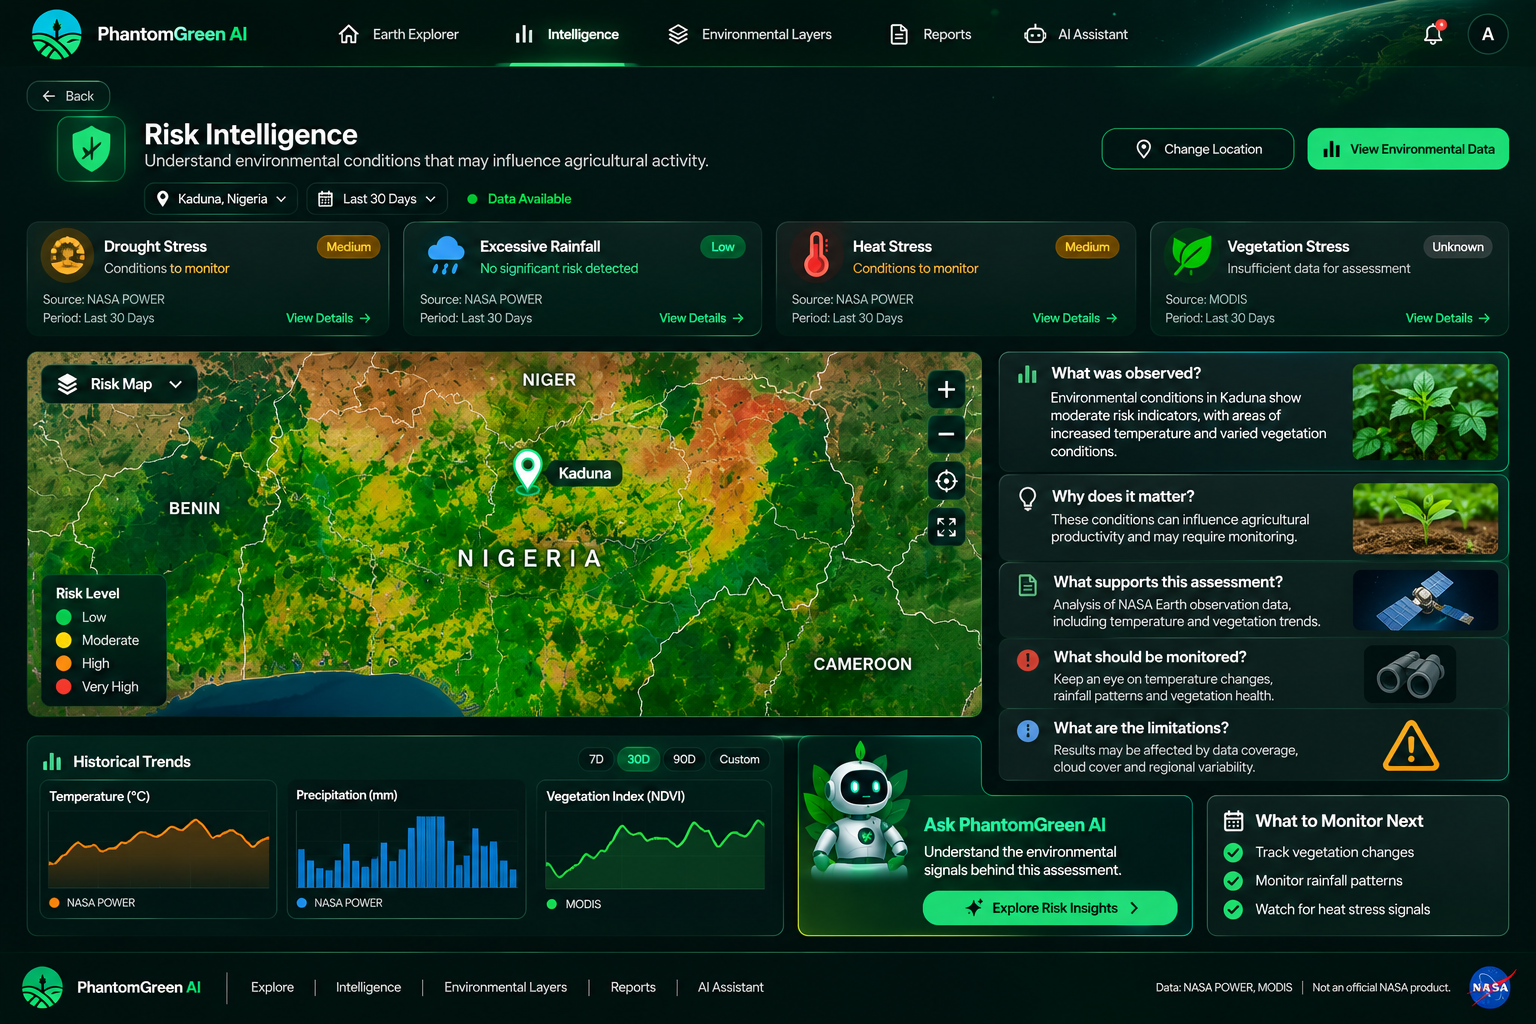 PhantomGreen AI
Earth Explorer
Intelligence
Environmental Layers
Reports
AI Assistant
A
Back
Risk Intelligence
Understand environmental conditions that may influence agricultural activity.
Change Location
View Environmental Data
Kaduna, Nigeria
Last 30 Days
Data Available
Drought Stress
Medium
Conditions to monitor
Source: NASA POWER
Period: Last 30 Days
View Details →
Excessive Rainfall
Low
No significant risk detected
Source: NASA POWER
Period: Last 30 Days
View Details →
Heat Stress
Medium
Conditions to monitor
Source: NASA POWER
Period: Last 30 Days
View Details →
Vegetation Stress
Unknown
Insufficient data for assessment
Source: MODIS
Period: Last 30 Days
View Details →
Risk Map
NIGER
Kaduna
BENIN
NIGERIA
CAMEROON
Risk Level
Low
Moderate
High
Very High
What was observed?
Environmental conditions in Kaduna show
moderate risk indicators, with areas of
increased temperature and varied vegetation
conditions.
Why does it matter?
These conditions can influence agricultural
productivity and may require monitoring.
What supports this assessment?
Analysis of NASA Earth observation data,
including temperature and vegetation trends.
What should be monitored?
Keep an eye on temperature changes,
rainfall patterns and vegetation health.
What are the limitations?
Results may be affected by data coverage,
cloud cover and regional variability.
Historical Trends
7D
30D
90D
Custom
Temperature (°C)
NASA POWER
Precipitation (mm)
NASA POWER
Vegetation Index (NDVI)
MODIS
Ask PhantomGreen AI
Understand the environmental
signals behind this assessment.
Explore Risk Insights
What to Monitor Next
Track vegetation changes
Monitor rainfall patterns
Watch for heat stress signals
PhantomGreen AI
Explore
Intelligence
Environmental Layers
Reports
AI Assistant
Data: NASA POWER, MODIS
Not an official NASA product.
NASA